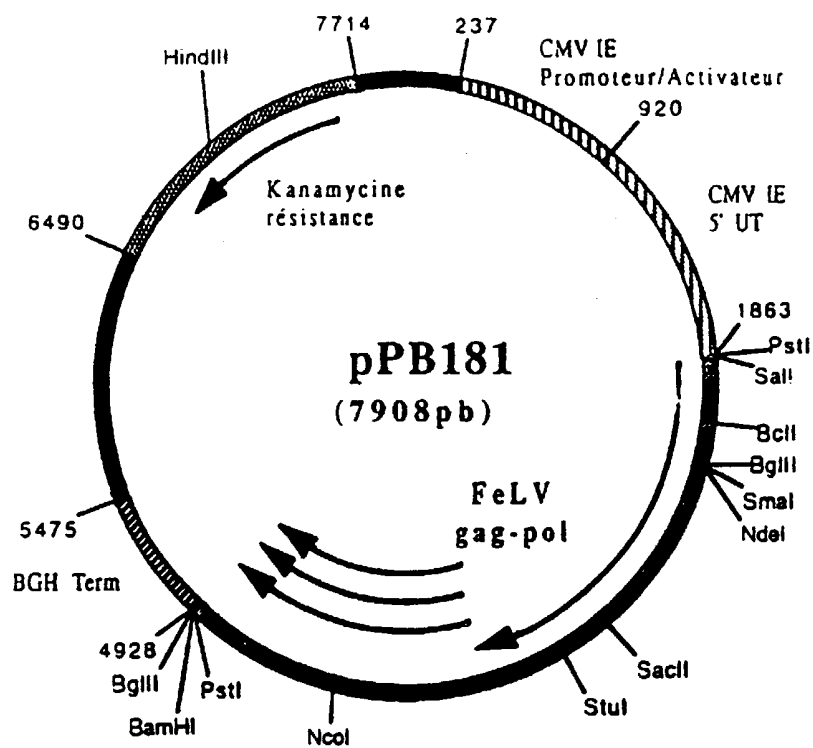 7714
237
CMV IE
Promoteur/Activateur
920
HindIII
Kanamycine
résistance
CMV IE
5' UT
6490
1863
PstI
SalI
pPB181
(7908pb)
BclI
BglII
SmaI
NdeI
FeLV
gag-pol
5475
BGH Term
4928
BglII
PstI
BamHI
NcoI
StuI
SacII